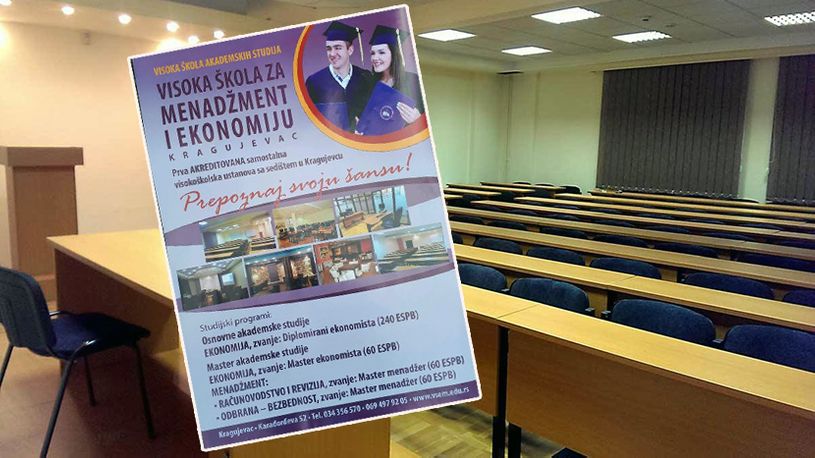 VISOKA ŠKOLA AKADEMSKIH STUDIJA
VISOKA ŠKOLA ZA
MENADŽMENT
I EKONOMIJU
KRAGUJEVAC
Prva AKREDITOVANA samostalna
visokoškolska ustanova sa sedištem u Kragujevcu
Prepoznaj svoju šansu!
Studijski programi:
Osnovne akademske studije
EKONOMIJA, zvanje: Diplomirani ekonomista (240 ESPB)
Master akademske studije
EKONOMIJA, zvanje: Master ekonomista (60 ESPB)
MENADŽMENT:
• RAČUNOVODSTVO I REVIZIJA, zvanje: Master menadžer (60 ESPB)
• ODBRANA – BEZBEDNOST, zvanje: Master menadžer (60 ESPB)
Kragujevac • Karađorđeva 52 • Tel. 034 356 570 • 069 497 92 05 • www.vsem.edu.rs